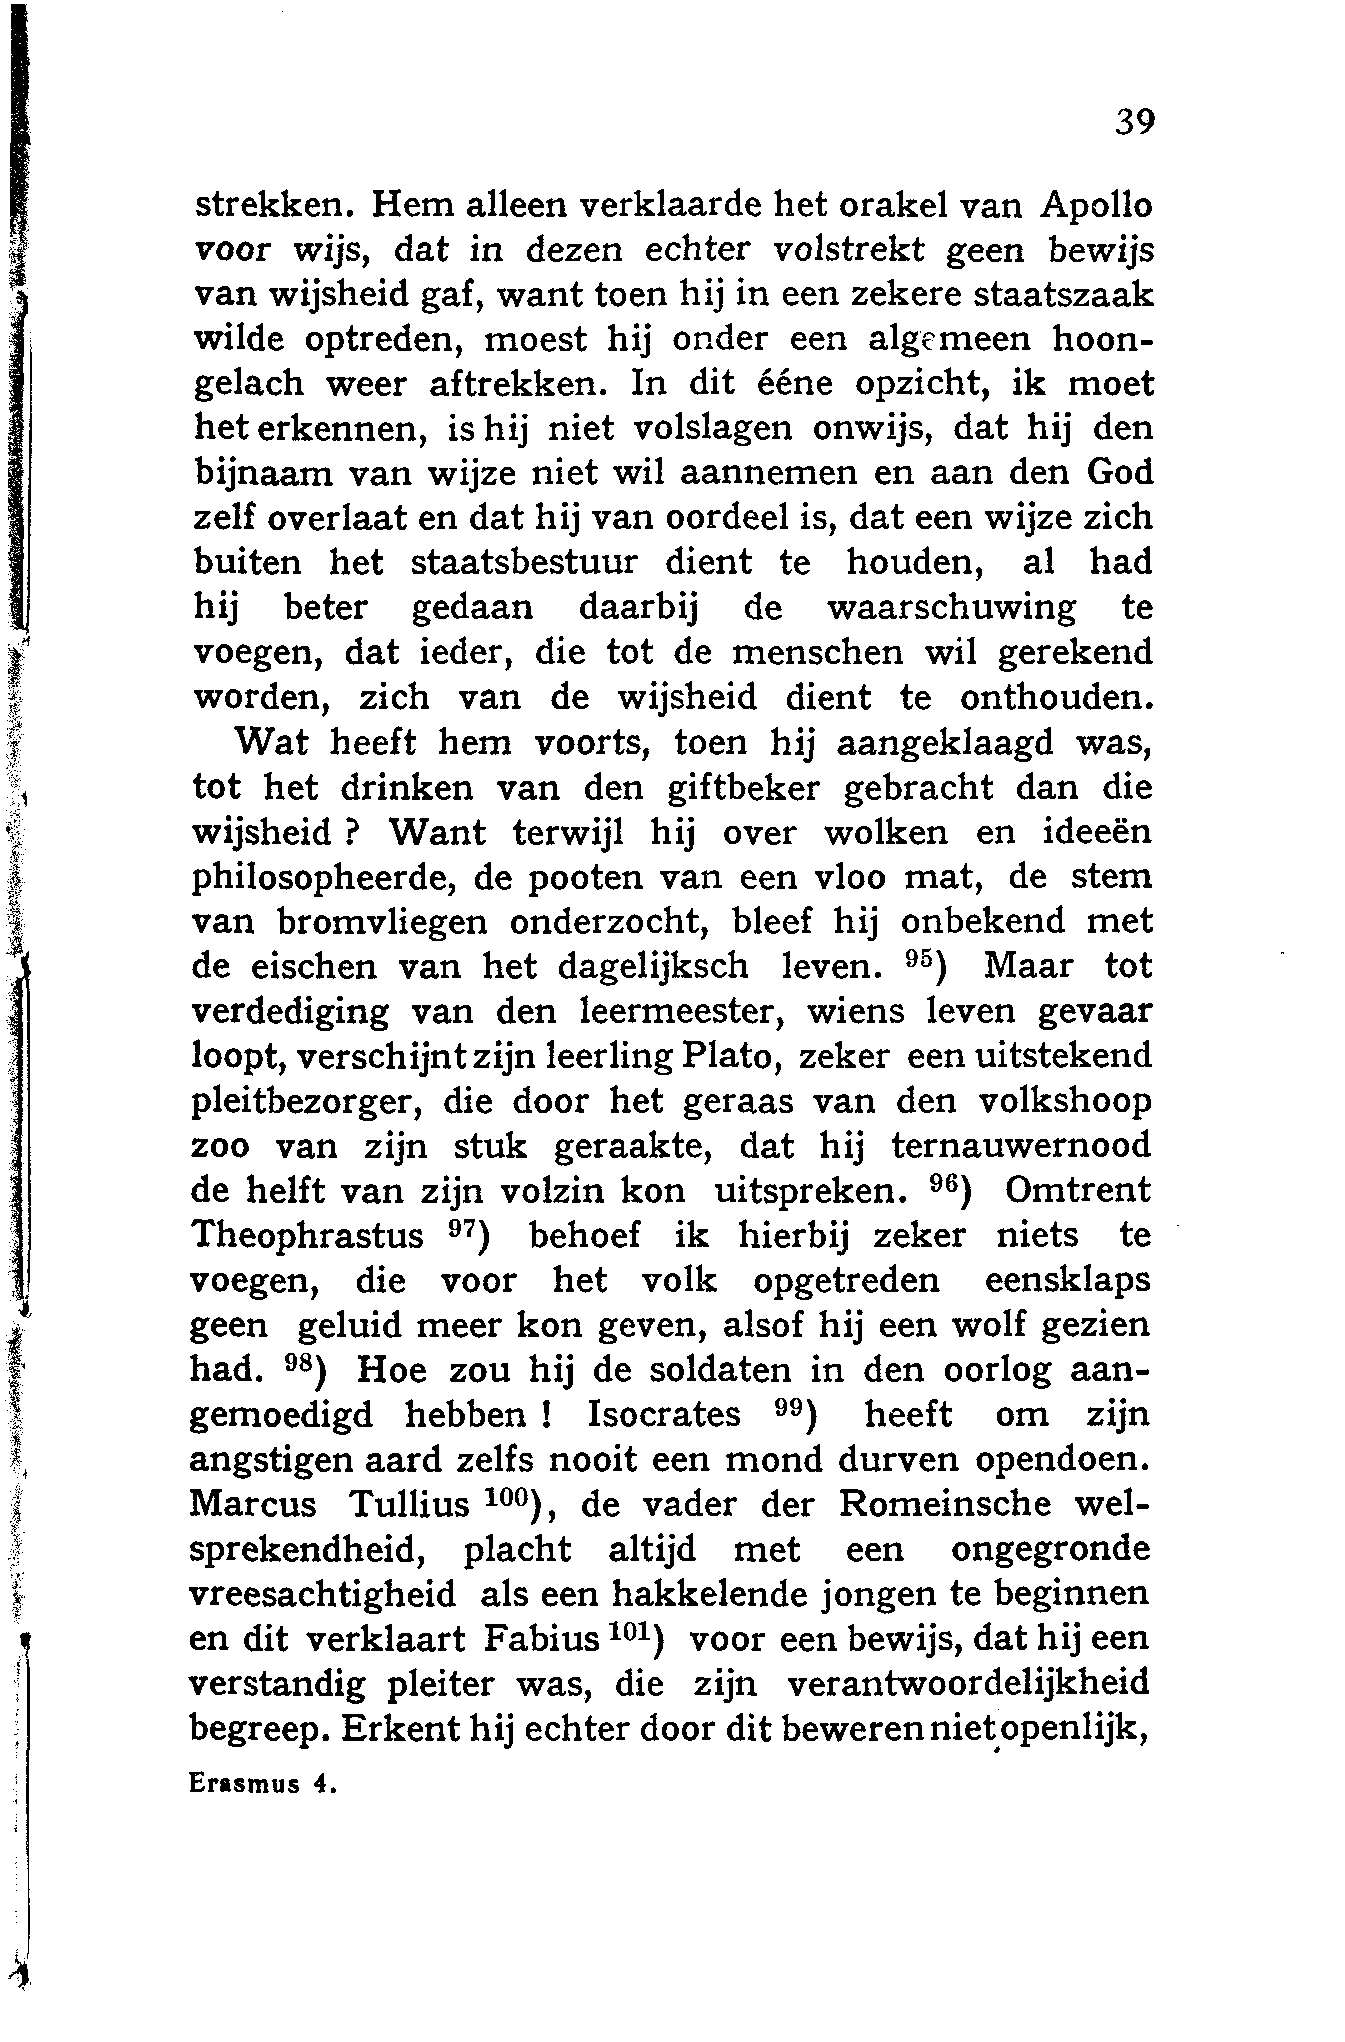 39
strekken. Hem alleen verklaarde het orakel van Apollo
voor wijs, dat in dezen echter volstrekt geen bewijs
van wijsheid gaf, want toen hij in een zekere staatszaak
wilde optreden, moest hij onder een algemeen hoon-
gelach weer aftrekken. In dit ééne opzicht, ik moet
het erkennen, is hij niet volslagen onwijs, dat hij den
bijnaam van wijze niet wil aannemen en aan den God
zelf overlaat en dat hij van oordeel is, dat een wijze zich
buiten het staatsbestuur dient te houden, al had
hij beter gedaan daarbij de waarschuwing te
voegen, dat ieder, die tot de menschen wil gerekend
worden, zich van de wijsheid dient te onthouden.
Wat heeft hem voorts, toen hij aangeklaagd was,
tot het drinken van den giftbeker gebracht dan die
wijsheid ? Want terwijl hij over wolken en ideeën
philosopheerde, de pooten van een vloo mat, de stem
van bromvliegen onderzocht, bleef hij onbekend met
de eischen van het dagelijksch leven. ⁹⁵) Maar tot
verdediging van den leermeester, wiens leven gevaar
loopt, verschijnt zijn leerling Plato, zeker een uitstekend
pleitbezorger, die door het geraas van den volkshoop
zoo van zijn stuk geraakte, dat hij ternauwernood
de helft van zijn volzin kon uitspreken. ⁹⁶) Omtrent
Theophrastus ⁹⁷) behoef ik hierbij zeker niets te
voegen, die voor het volk opgetreden eensklaps
geen geluid meer kon geven, alsof hij een wolf gezien
had. ⁹⁸) Hoe zou hij de soldaten in den oorlog aan-
gemoedigd hebben ! Isocrates ⁹⁹) heeft om zijn
angstigen aard zelfs nooit een mond durven opendoen.
Marcus Tullius ¹⁰⁰), de vader der Romeinsche wel-
sprekendheid, placht altijd met een ongegronde
vreesachtigheid als een hakkelende jongen te beginnen
en dit verklaart Fabius ¹⁰¹) voor een bewijs, dat hij een
verstandig pleiter was, die zijn verantwoordelijkheid
begreep. Erkent hij echter door dit beweren niet openlijk,
Erasmus 4.